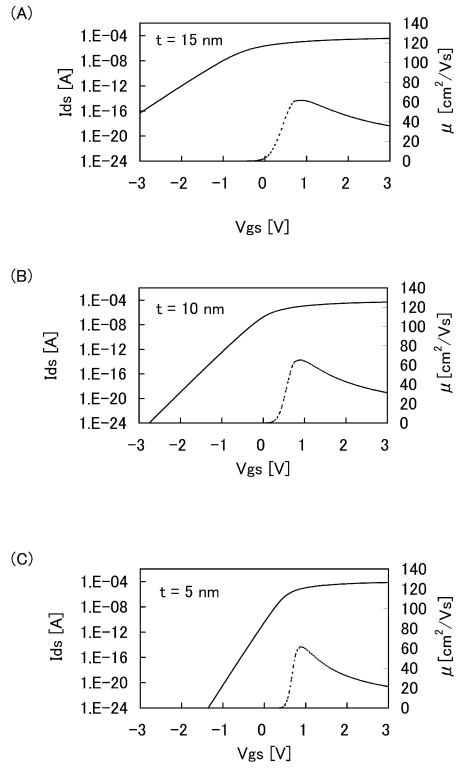 (A)
t = 15 nm
Ids [A]
1.E−04
1.E−08
1.E−12
1.E−16
1.E−20
1.E−24
140
120
100
80
60
40
20
0
μ [cm²/Vs]
−3 −2 −1 0 1 2 3
Vgs [V]
(B)
t = 10 nm
Ids [A]
1.E−04
1.E−08
1.E−12
1.E−16
1.E−20
1.E−24
140
120
100
80
60
40
20
0
μ [cm²/Vs]
−3 −2 −1 0 1 2 3
Vgs [V]
(C)
t = 5 nm
Ids [A]
1.E−04
1.E−08
1.E−12
1.E−16
1.E−20
1.E−24
140
120
100
80
60
40
20
0
μ [cm²/Vs]
−3 −2 −1 0 1 2 3
Vgs [V]